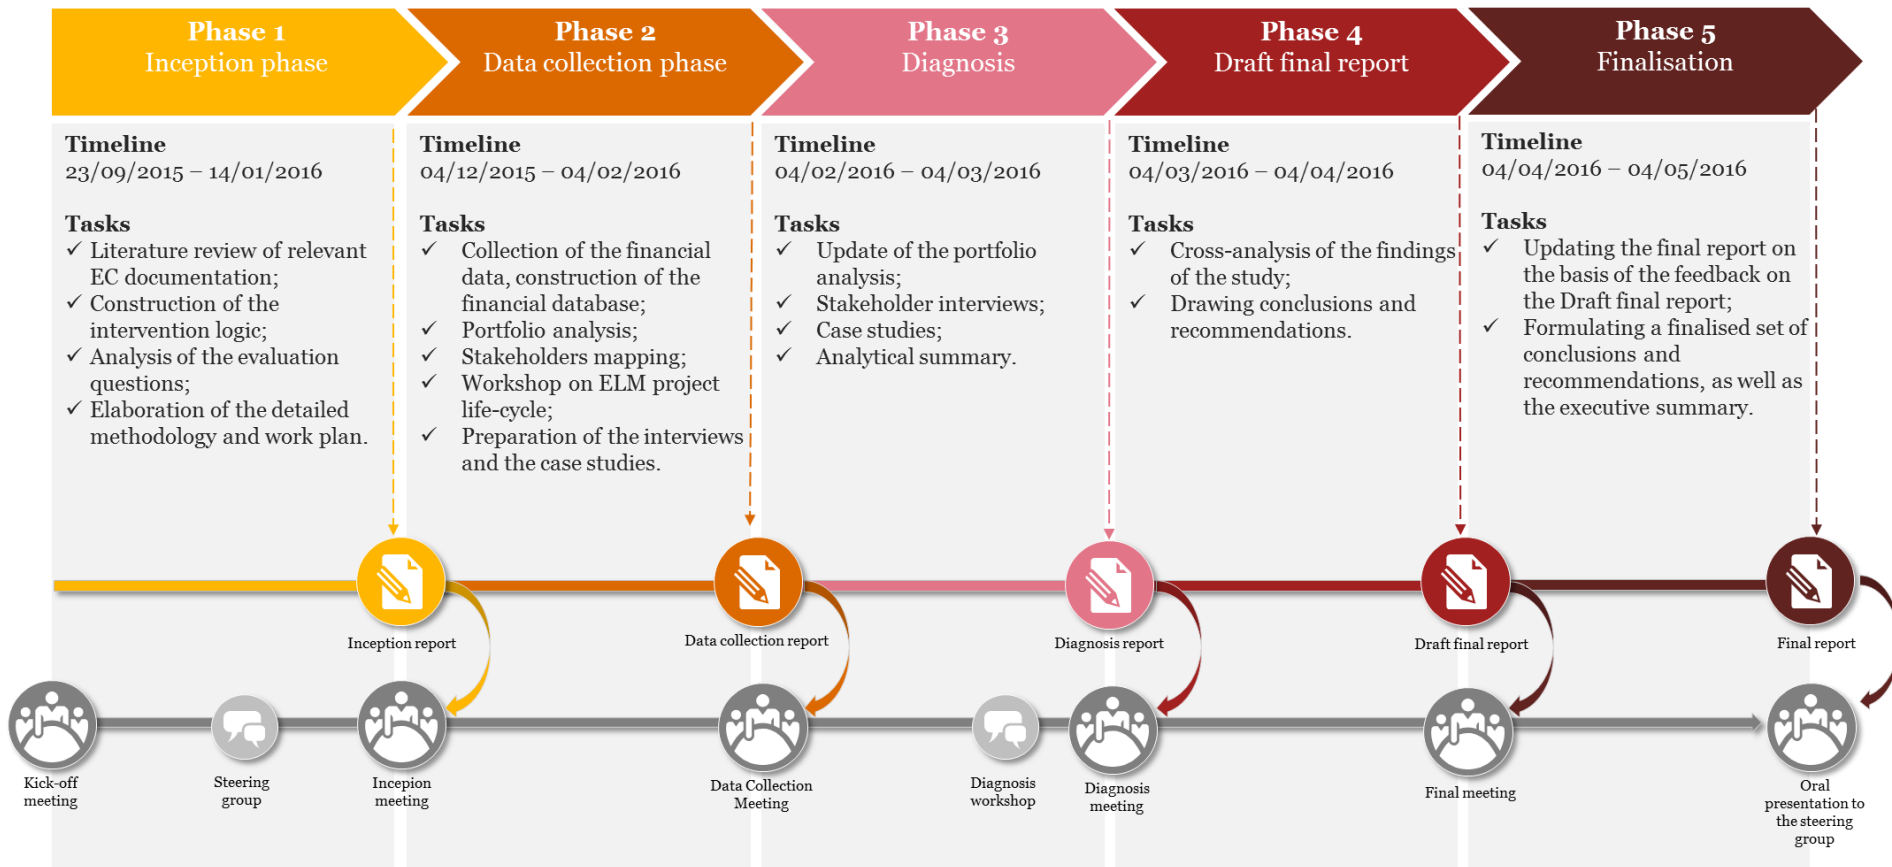 Phase 1
Inception phase
Phase 2
Data collection phase
Phase 3
Diagnosis
Phase 4
Draft final report
Phase 5
Finalisation
Timeline
23/09/2015 – 14/01/2016
Tasks
✓ Literature review of relevant
EC documentation;
✓ Construction of the
intervention logic;
✓ Analysis of the evaluation
questions;
✓ Elaboration of the detailed
methodology and work plan.
Timeline
04/12/2015 – 04/02/2016
Tasks
✓ Collection of the financial
data, construction of the
financial database;
✓ Portfolio analysis;
✓ Stakeholders mapping;
✓ Workshop on ELM project
life-cycle;
✓ Preparation of the interviews
and the case studies.
Timeline
04/02/2016 – 04/03/2016
Tasks
✓ Update of the portfolio
analysis;
✓ Stakeholder interviews;
✓ Case studies;
✓ Analytical summary.
Timeline
04/03/2016 – 04/04/2016
Tasks
✓ Cross-analysis of the findings
of the study;
✓ Drawing conclusions and
recommendations.
Timeline
04/04/2016 – 04/05/2016
Tasks
✓ Updating the final report on
the basis of the feedback on
the Draft final report;
✓ Formulating a finalised set of
conclusions and
recommendations, as well as
the executive summary.
Inception report
Data collection report
Diagnosis report
Draft final report
Final report
Kick-off
meeting
Steering
group
Incepion
meeting
Data Collection
Meeting
Diagnosis
workshop
Diagnosis
meeting
Final meeting
Oral
presentation to
the steering
group